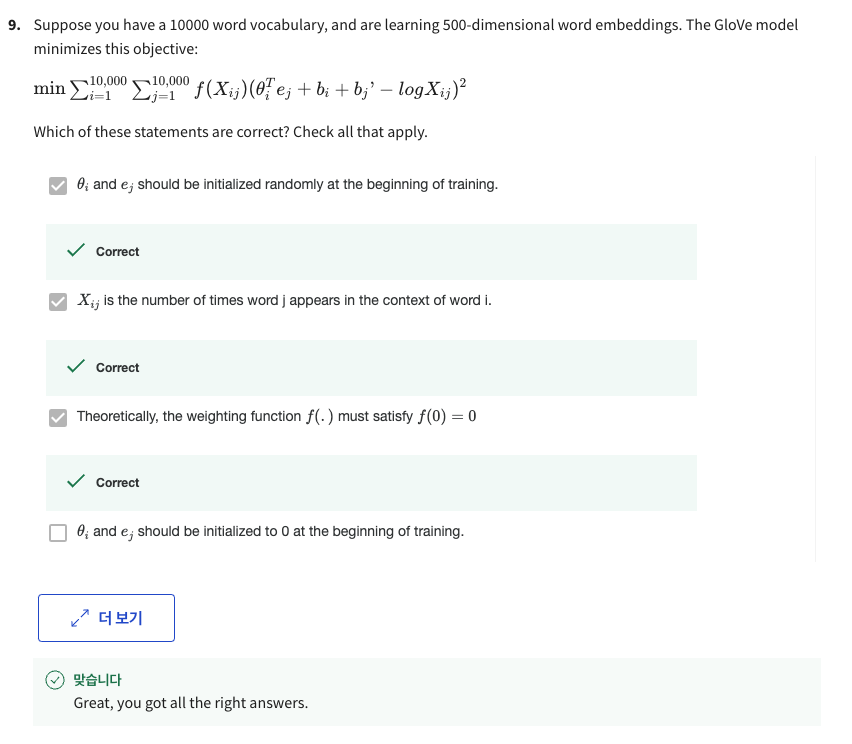 9. Suppose you have a 10000 word vocabulary, and are learning 500-dimensional word embeddings. The GloVe model
minimizes this objective:
min ∑_{i=1}^{10,000} ∑_{j=1}^{10,000} f(X_{ij})(θ_i^T e_j + b_i + b_j’ − logX_{ij})^2
Which of these statements are correct? Check all that apply.
θ_i and e_j should be initialized randomly at the beginning of training.
Correct
X_{ij} is the number of times word j appears in the context of word i.
Correct
Theoretically, the weighting function f(.) must satisfy f(0) = 0
Correct
θ_i and e_j should be initialized to 0 at the beginning of training.
더 보기
맞습니다
Great, you got all the right answers.